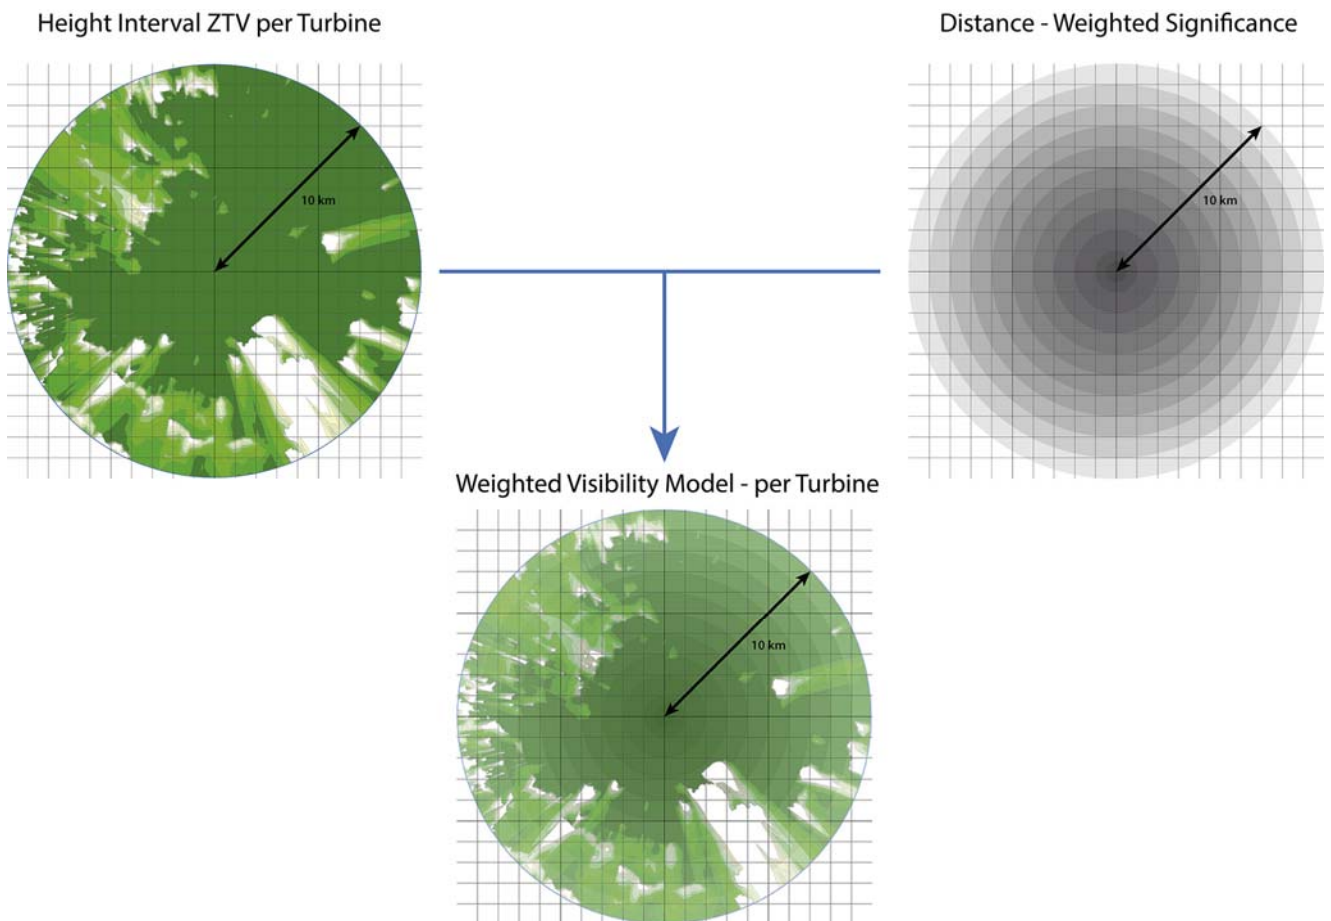 Height Interval ZTV per Turbine
Distance - Weighted Significance
10 km
10 km
Weighted Visibility Model - per Turbine
10 km